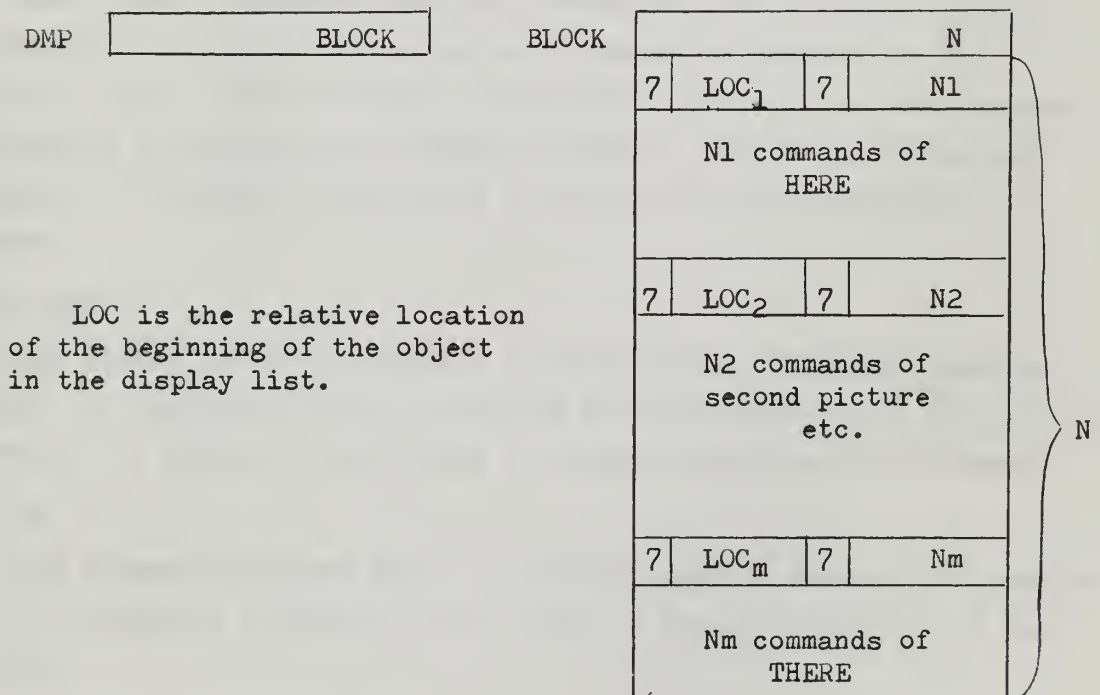 DMP BLOCK BLOCK N
7 LOC1 7 N1
N1 commands of
HERE
7 LOC2 7 N2
LOC is the relative location
of the beginning of the object
in the display list.
N2 commands of
second picture
etc.
N
7 LOCm 7 Nm
Nm commands of
THERE